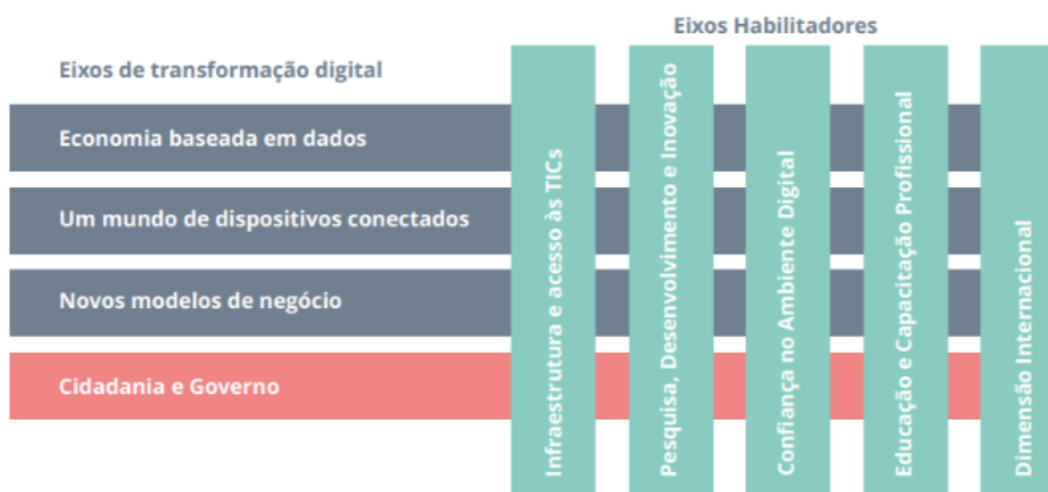 Eixos Habilitadores
Eixos de transformação digital
Economia baseada em dados
Um mundo de dispositivos conectados
Novos modelos de negócio
Cidadania e Governo
Infraestrutura e acesso às TICs
Pesquisa, Desenvolvimento e Inovação
Confiança no Ambiente Digital
Educação e Capacitação Profissional
Dimensão Internacional